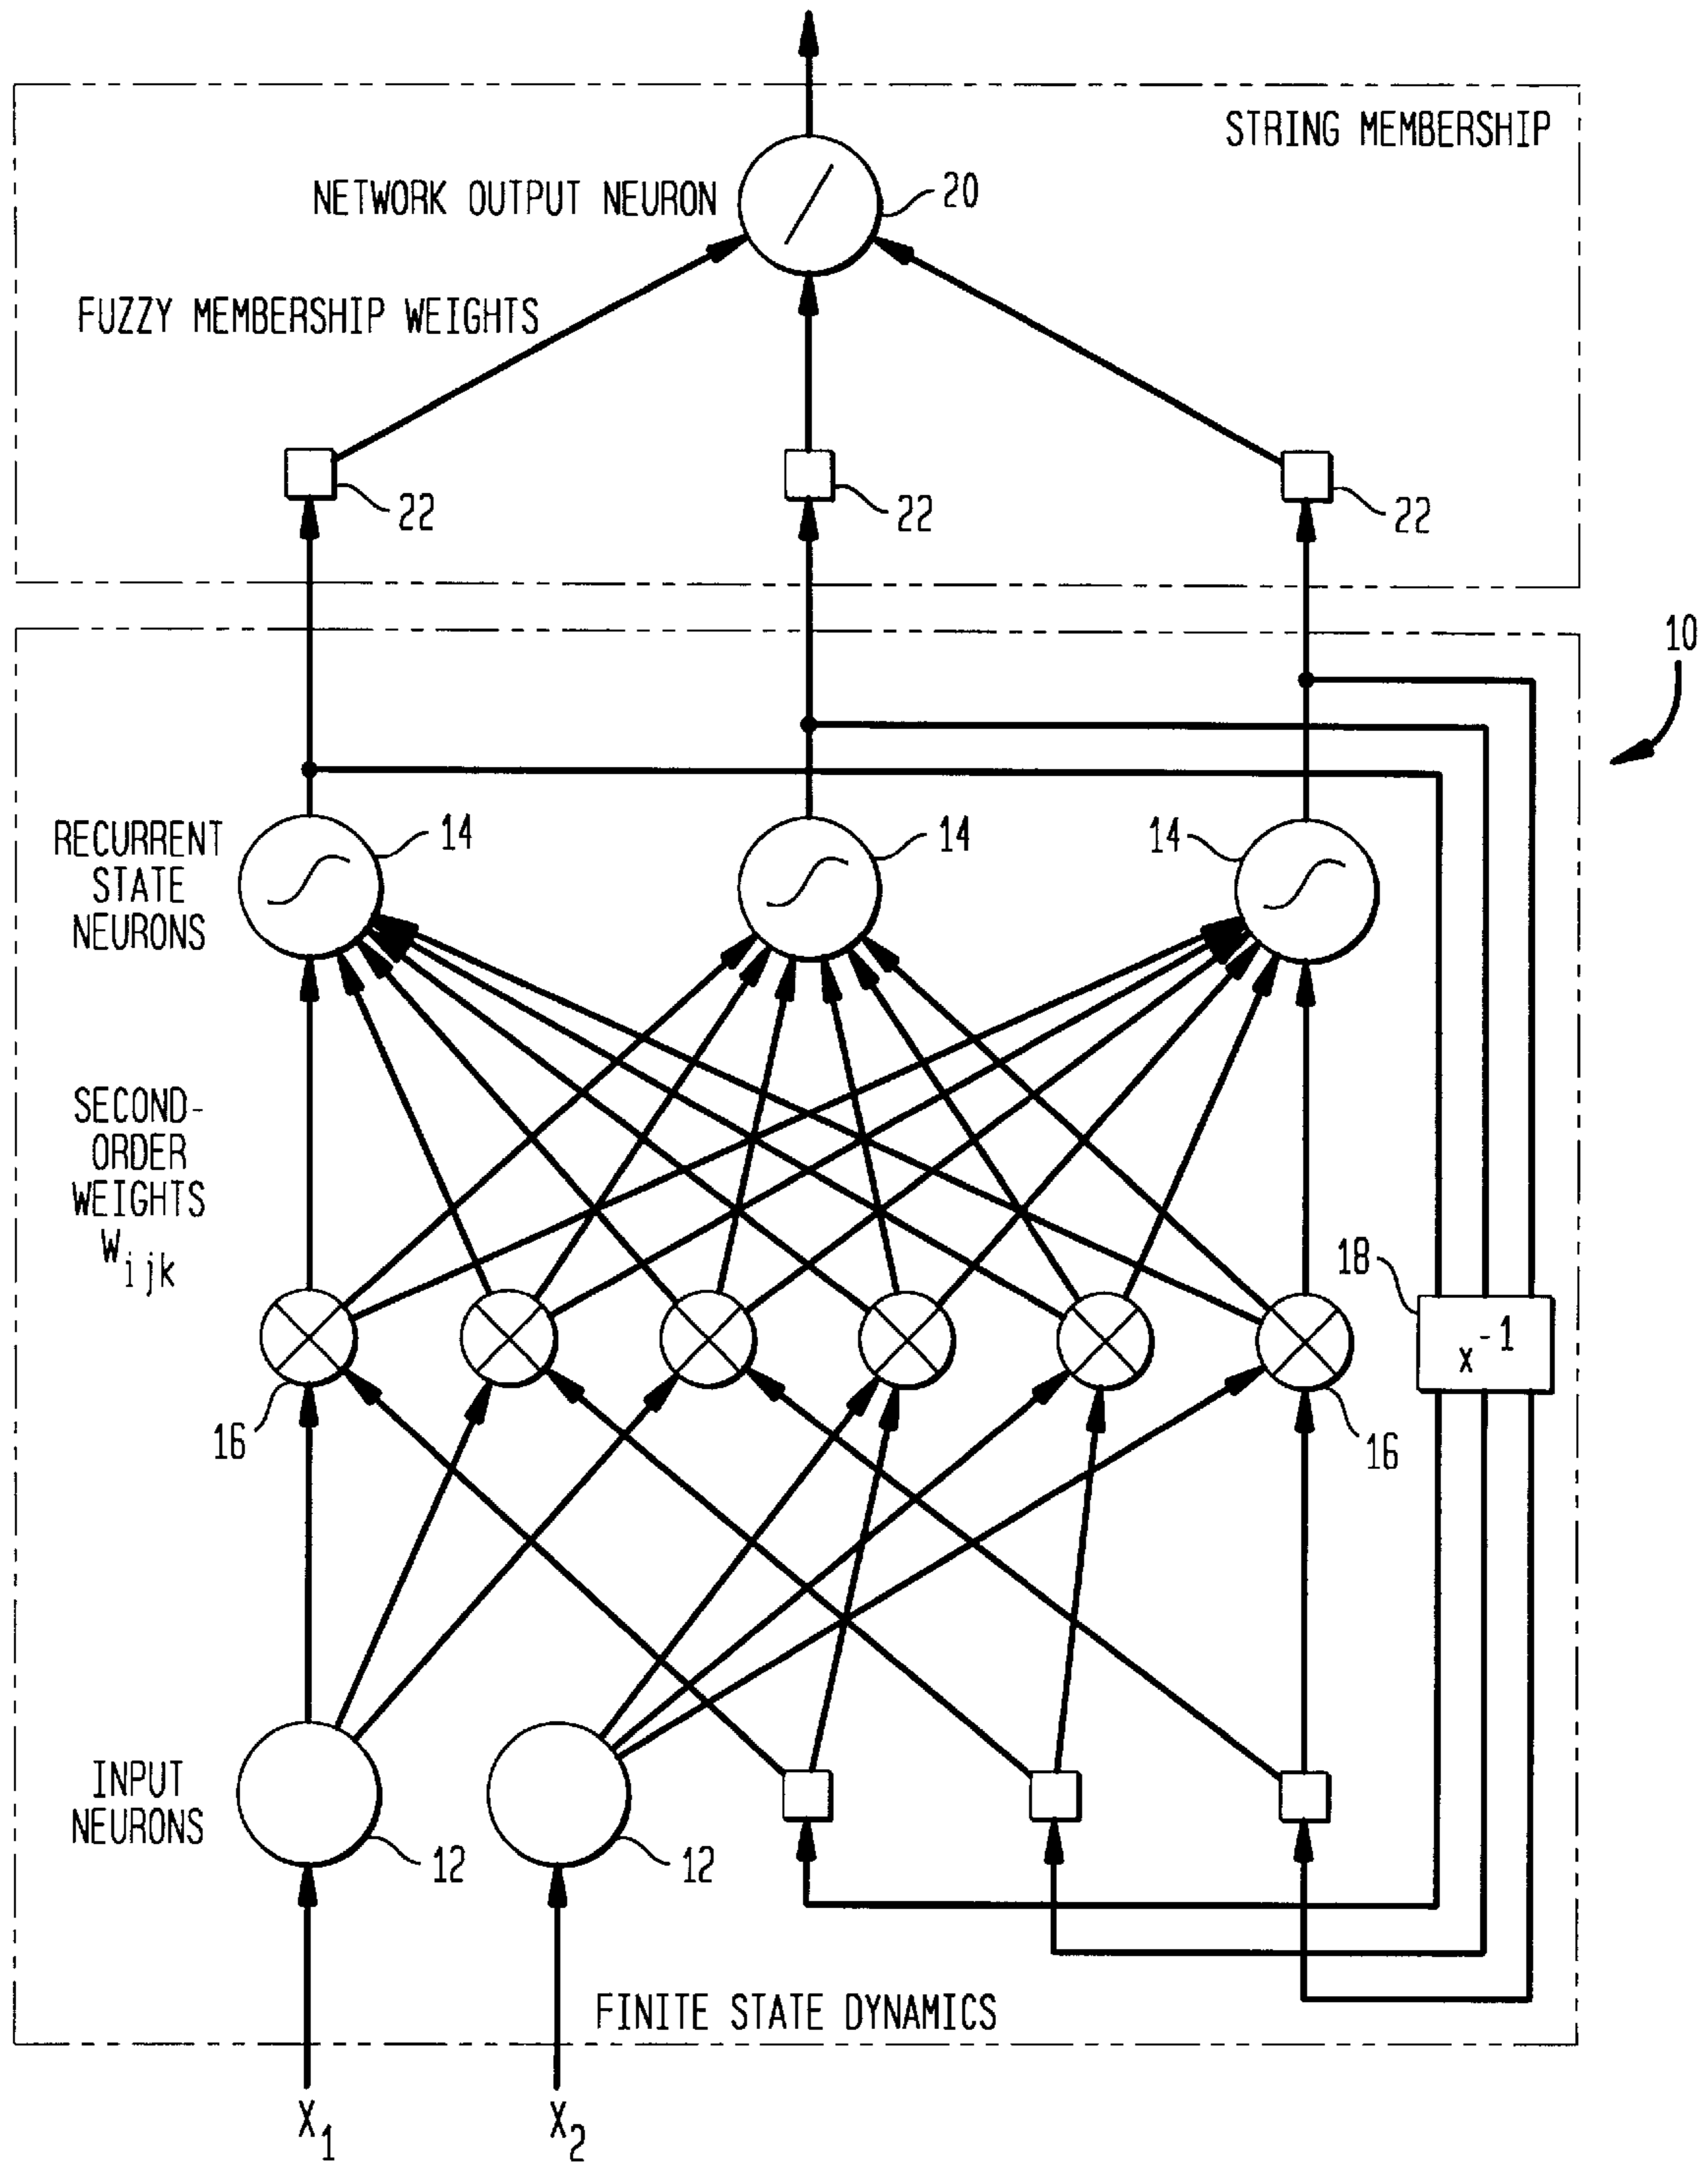 STRING MEMBERSHIP
NETWORK OUTPUT NEURON
20
FUZZY MEMBERSHIP WEIGHTS
22
22
22
10
RECURRENT
STATE
NEURONS
14
14
14
SECOND-
ORDER
WEIGHTS
W ijk
18
x -1
16
16
INPUT
NEURONS
12
12
FINITE STATE DYNAMICS
X1
X2